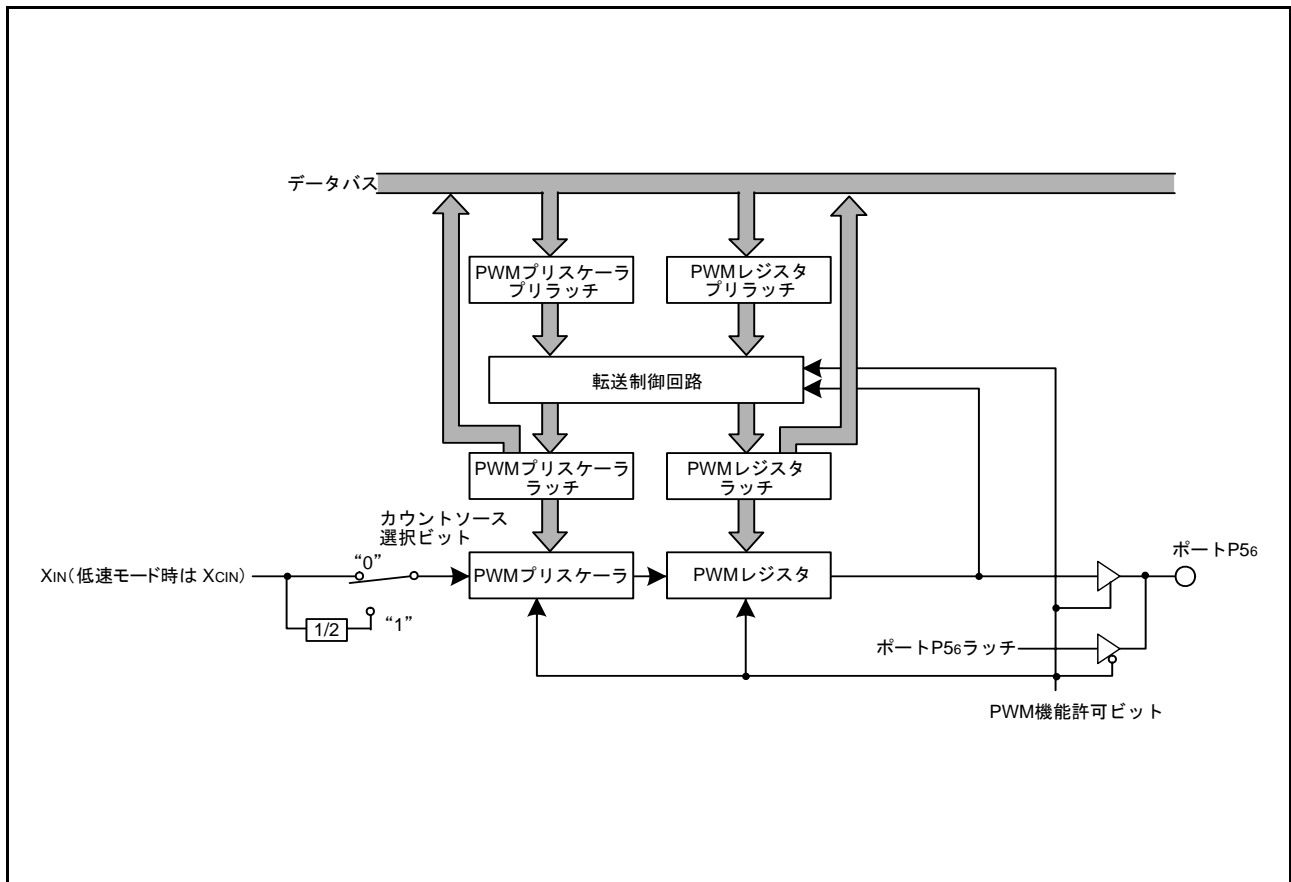 データバス
PWMプリスケーラ
プリラッチ
PWMレジスタ
プリラッチ
転送制御回路
PWMプリスケーラ
ラッチ
PWMレジスタ
ラッチ
カウントソース
選択ビット
“0”
XIN(低速モード時は XCIN)
PWMプリスケーラ
PWMレジスタ
ポートP56
1/2
“1”
ポートP56ラッチ
PWM機能許可ビット